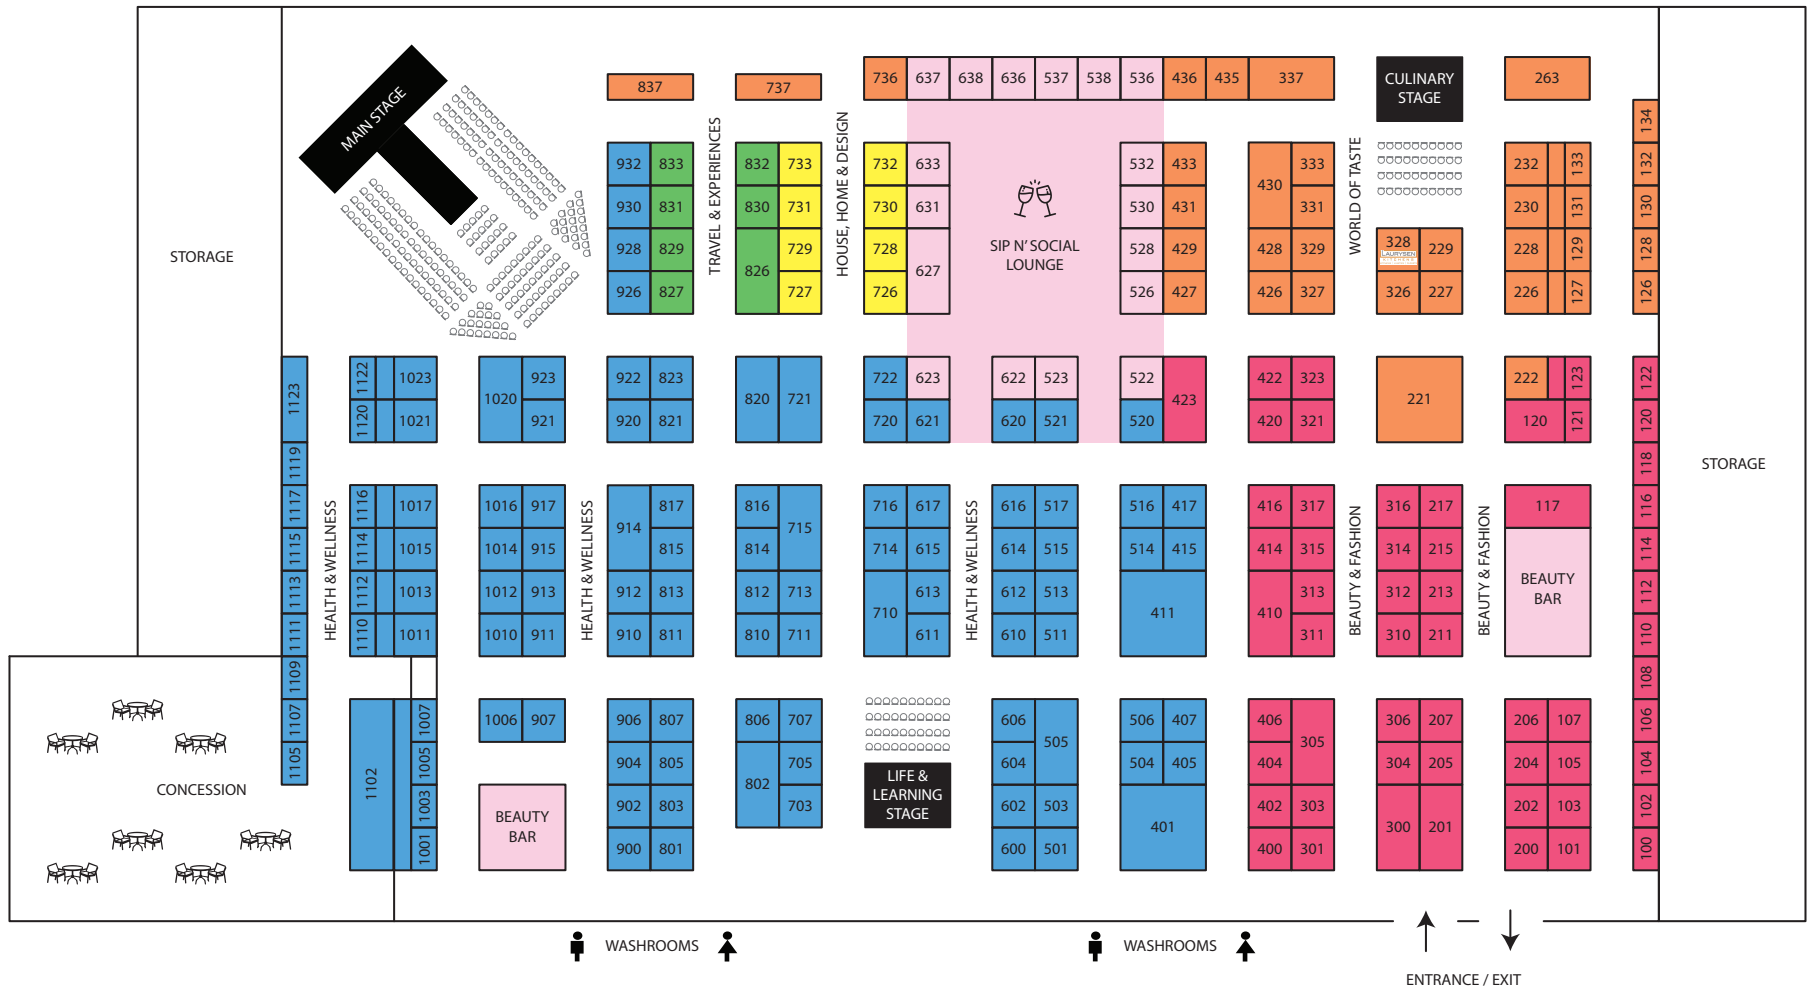 736 637 638 636 537 538 536 436 435 337
837
737
263
CULINARY
STAGE
MAIN STAGE
134
932 833 832 733 732 633 532 433 430 333 232 133 132
930 831 830 731 730 631 530 431 331 230 131 130
928 829 826 729 728 627 528 429 428 329 328 229 228 129 128
LAURYSEN
KITCHENS
926 827 727 726 526 427 426 327 326 227 226 127 126
TRAVEL & EXPERIENCES
HOUSE, HOME & DESIGN
SIP N' SOCIAL
LOUNGE
WORLD OF TASTE
STORAGE
1123 1122 1023 1020 923 922 823 820 721 722 623 622 523 522 423 422 323 221 222 123 122
1120 1021 921 920 821 720 621 620 521 520 420 321 120 121 120
1119 118
STORAGE
1117 1116 1017 1016 917 914 817 816 715 716 617 616 517 516 417 416 317 316 217 117 116
1115 1114 1015 1014 915 815 814 714 615 614 515 514 415 414 315 314 215 114
1113 1112 1013 1012 913 912 813 812 713 710 613 612 513 411 410 313 312 213 112
1111 1110 1011 1010 911 910 811 810 711 611 610 511 311 310 211 110
HEALTH & WELLNESS
HEALTH & WELLNESS
HEALTH & WELLNESS
BEAUTY & FASHION
BEAUTY & FASHION
BEAUTY
BAR
1109 108
1107 1007 1006 907 906 807 806 707 606 505 506 407 406 305 306 207 206 107 106
1105 1102 1005 904 805 802 705 604 504 405 404 304 205 204 105 104
1003 902 803 703 602 503 401 402 303 300 201 202 103 102
1001 900 801 600 501 400 301 200 101 100
CONCESSION
BEAUTY
BAR
LIFE &
LEARNING
STAGE
WASHROOMS
WASHROOMS
ENTRANCE / EXIT